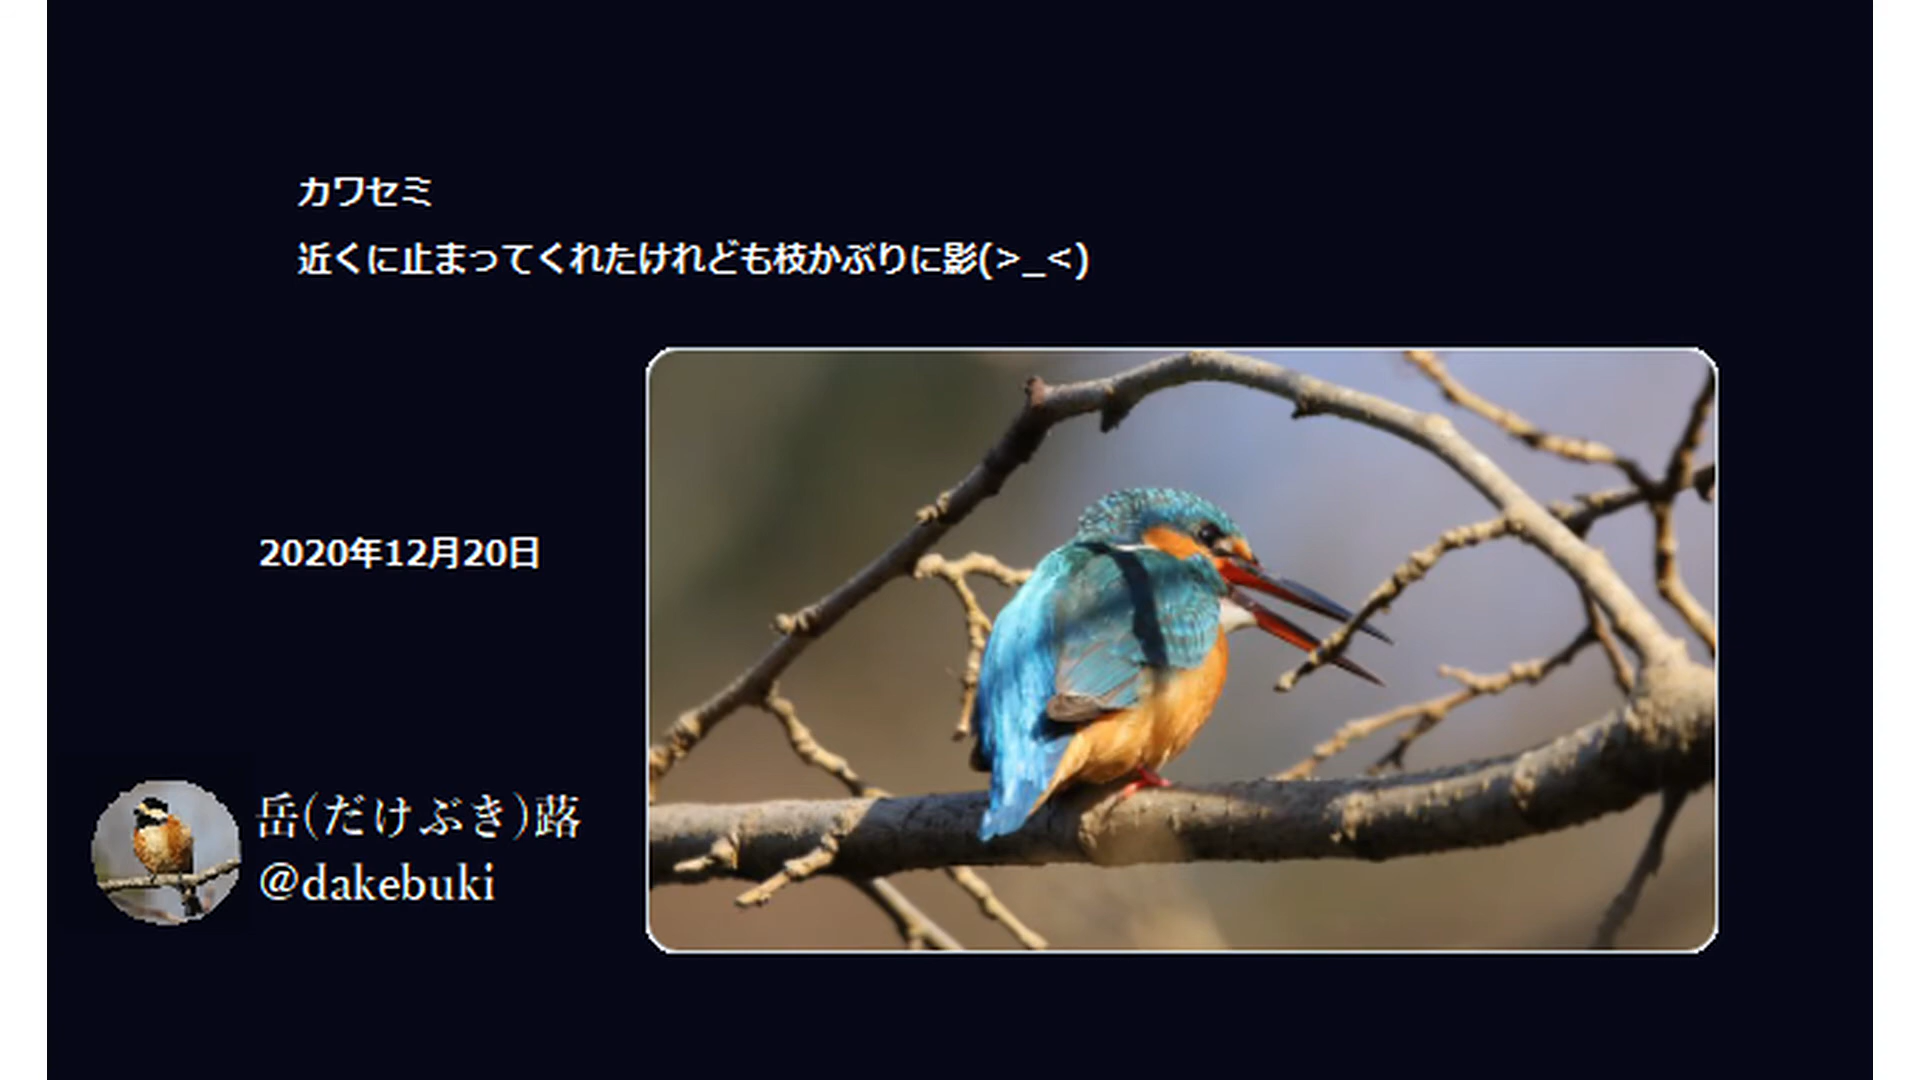 カワセミ
近くに止まってくれたけれども枝かぶりに影(>_<)
2020年12月20日
岳(だけぶき)蕗
@dakebuki